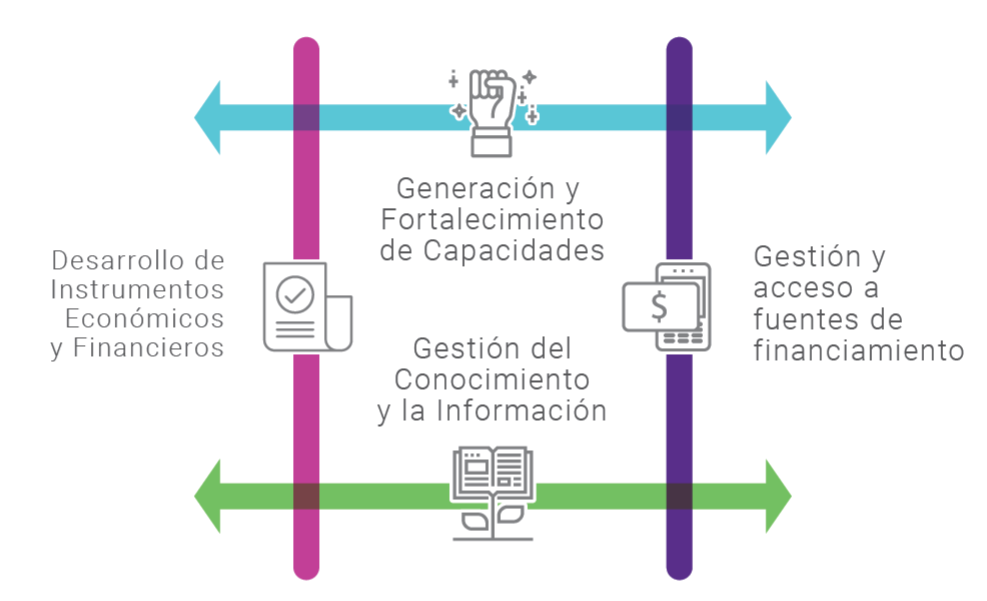 Generación y
Fortalecimiento
de Capacidades
Desarrollo de
Instrumentos
Económicos
y Financieros
$
Gestión y
acceso a
fuentes de
financiamiento
Gestión del
Conocimiento
y la Información